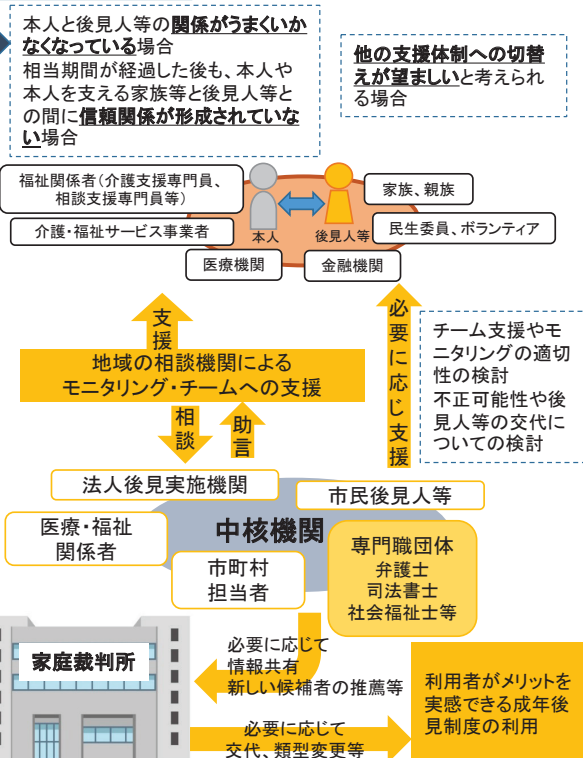 本人と後見人等の関係がうまくいか
なくなっている場合
相当期間が経過した後も、本人や
本人を支える家族等と後見人等と
の間に信頼関係が形成されていな
い場合
他の支援体制への切替
えが望ましいと考えられ
る場合
福祉関係者(介護支援専門員、
相談支援専門員等)
介護・福祉サービス事業者
医療機関
本人
後見人等
家族、親族
民生委員、ボランティア
金融機関
支援
地域の相談機関による
モニタリング・チームへの支援
相談
助言
必要に応じ支援
チーム支援やモ
ニタリングの適切
性の検討
不正可能性や後
見人等の交代に
ついての検討
法人後見実施機関
市民後見人等
医療・福祉
関係者
中核機関
市町村
担当者
専門職団体
弁護士
司法書士
社会福祉士等
家庭裁判所
必要に応じて
情報共有
新しい候補者の推薦等
必要に応じて
交代、類型変更等
利用者がメリットを
実感できる成年後
見制度の利用